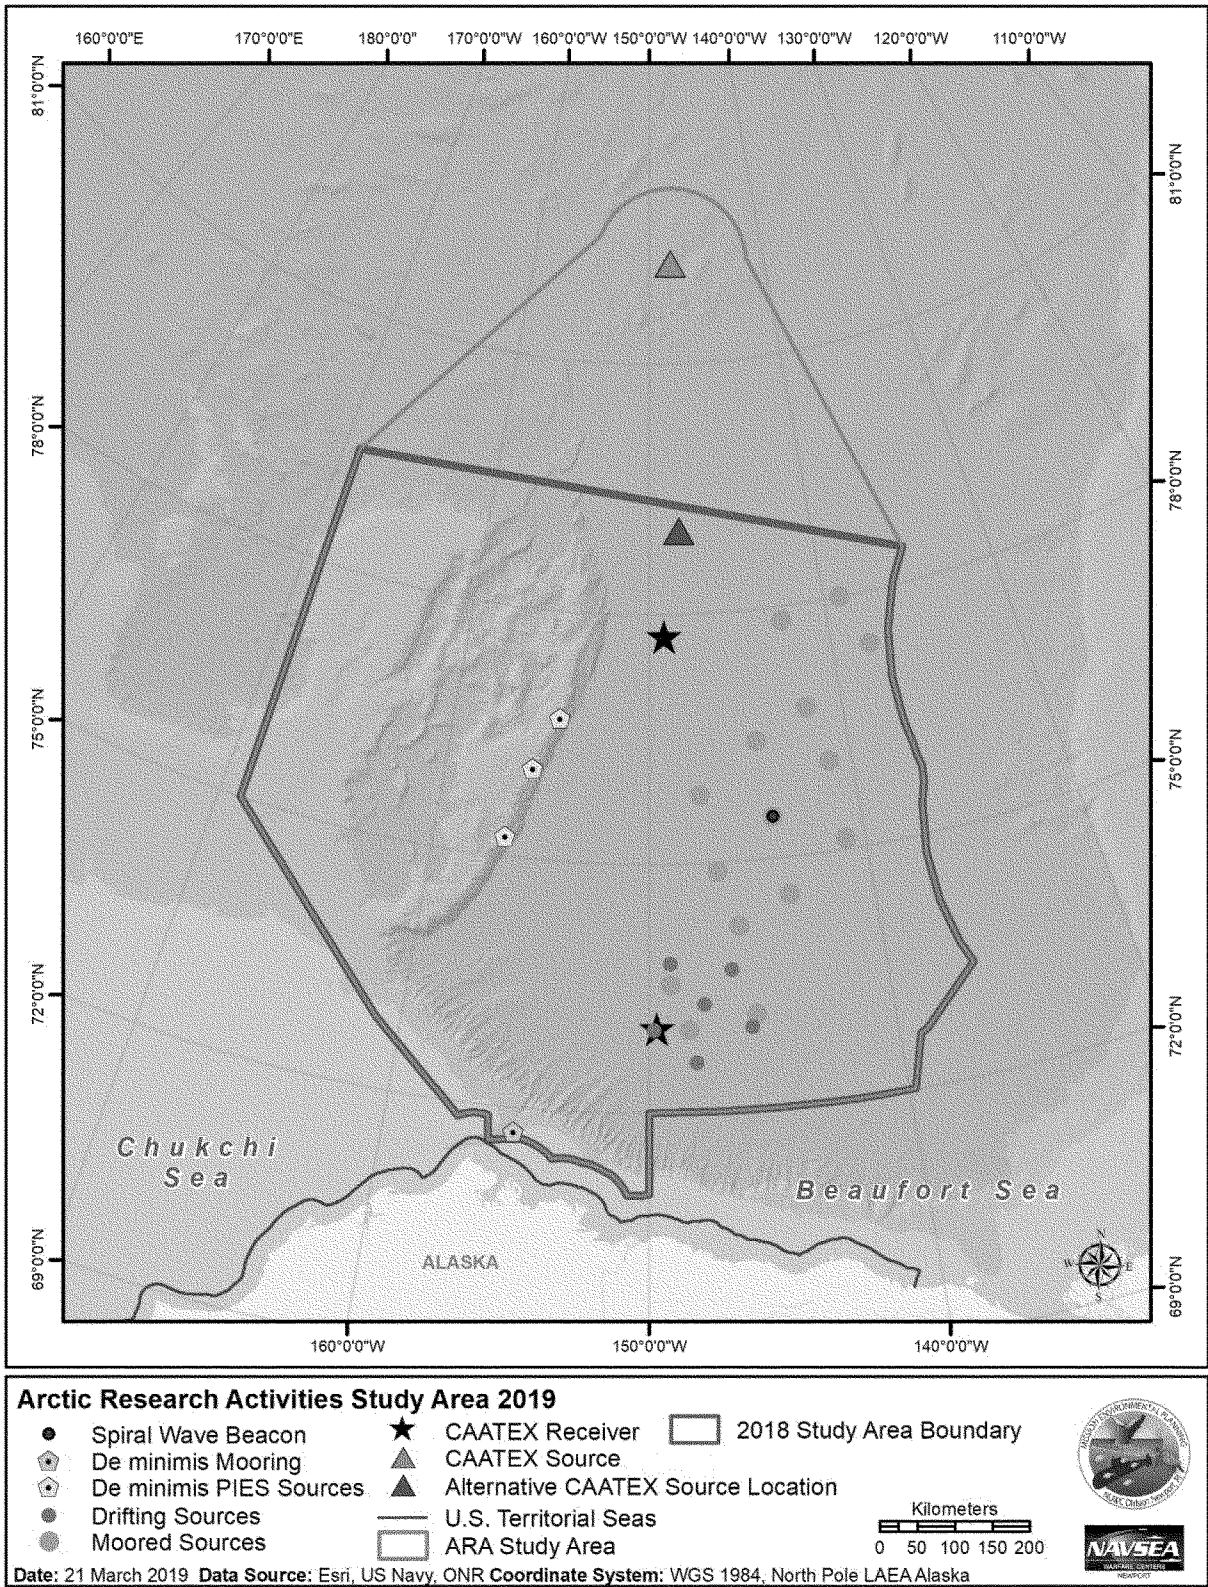 160°0'0"E 170°0'0"E 180°0'0" 170°0'0"W 160°0'0"W 150°0'0"W 140°0'0"W 130°0'0"W 120°0'0"W 110°0'0"W
81°0'0"N
81°0'0"N
78°0'0"N
78°0'0"N
75°0'0"N
75°0'0"N
72°0'0"N
72°0'0"N
Chukchi
Sea
Beaufort Sea
ALASKA
N
W E
S
69°0'0"N
69°0'0"N
160°0'0"W 150°0'0"W 140°0'0"W
Arctic Research Activities Study Area 2019
Spiral Wave Beacon
De minimis Mooring
De minimis PIES Sources
Drifting Sources
Moored Sources
CAATEX Receiver
CAATEX Source
Alternative CAATEX Source Location
U.S. Territorial Seas
ARA Study Area
2018 Study Area Boundary
Kilometers
0 50 100 150 200
NAVSEA
WARFARE CENTERS
NEWPORT
Date: 21 March 2019 Data Source: Esri, US Navy, ONR Coordinate System: WGS 1984, North Pole LAEA Alaska